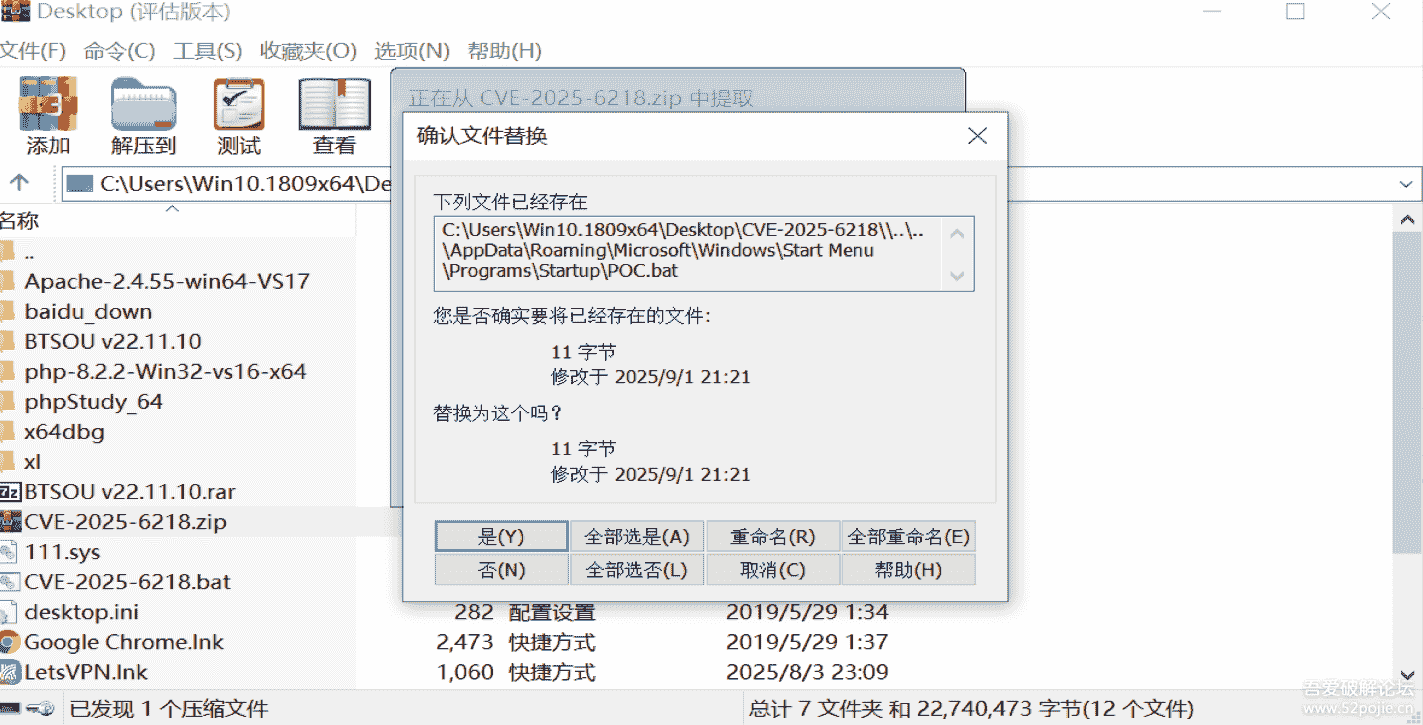 Desktop (评估版本)
文件(F) 命令(C) 工具(S) 收藏夹(O) 选项(N) 帮助(H)
添加 解压到 测试 查看
正在从 CVE-2025-6218.zip 中提取
确认文件替换
C:\Users\Win10.1809x64\De
下列文件已经存在
C:\Users\Win10.1809x64\Desktop\CVE-2025-6218\\..\..
\AppData\Roaming\Microsoft\Windows\Start Menu
\Programs\Startup\POC.bat
您是否确实要将已经存在的文件:
11 字节
修改于 2025/9/1 21:21
替换为这个吗?
11 字节
修改于 2025/9/1 21:21
是(Y) 全部选是(A) 重命名(R) 全部重命名(E)
否(N) 全部选否(L) 取消(C) 帮助(H)
名称
..
Apache-2.4.55-win64-VS17
baidu_down
BTSOU v22.11.10
php-8.2.2-Win32-vs16-x64
phpStudy_64
x64dbg
xl
BTSOU v22.11.10.rar
CVE-2025-6218.zip
111.sys
CVE-2025-6218.bat
desktop.ini 282 配置设置 2019/5/29 1:34
Google Chrome.lnk 2,473 快捷方式 2019/5/29 1:37
LetsVPN.lnk 1,060 快捷方式 2025/8/3 23:09
已发现 1 个压缩文件
总计 7 文件夹 和 22,740,473 字节(12 个文件)
吾爱破解论坛
www.52pojie.cn